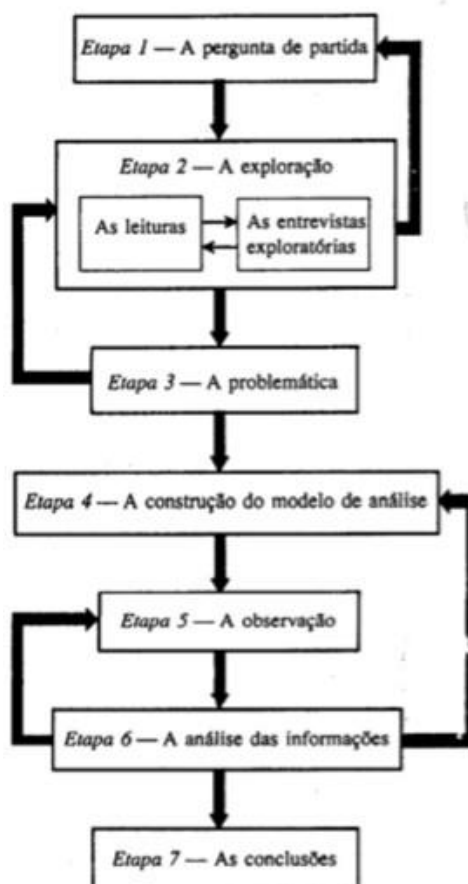 Etapa 1 — A pergunta de partida
Etapa 2 — A exploração
As leituras
As entrevistas
exploratórias
Etapa 3 — A problemática
Etapa 4 — A construção do modelo de análise
Etapa 5 — A observação
Etapa 6 — A análise das informações
Etapa 7 — As conclusões